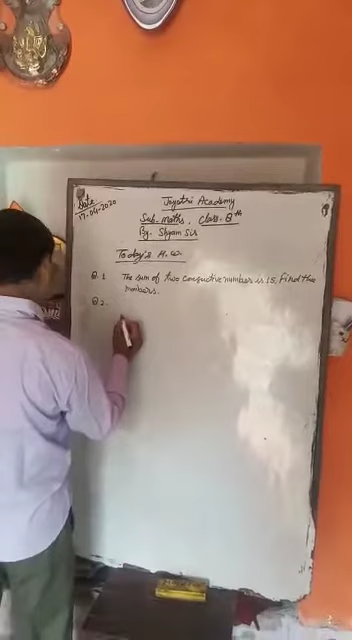 Date
17.04.2020
Jayatri Academy
Sub. Maths. Class. 8th
By. Shyam Sir
Today's H.W.
Q. 1 The sum of two consecutive number is 15. Find the
numbers.
Q 2.